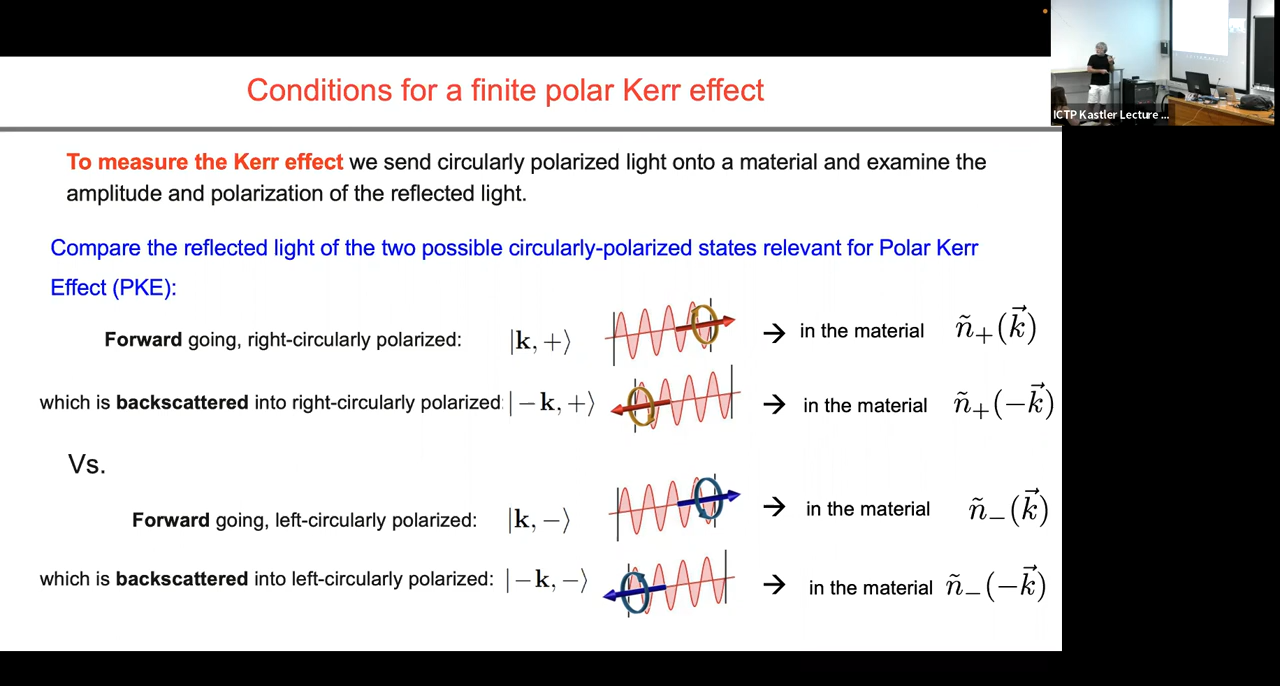 Conditions for a finite polar Kerr effect
ICTP Kastler Lecture ...
To measure the Kerr effect we send circularly polarized light onto a material and examine the
amplitude and polarization of the reflected light.
Compare the reflected light of the two possible circularly-polarized states relevant for Polar Kerr
Effect (PKE):
Forward going, right-circularly polarized: |k, +⟩ → in the material ñ₊(k⃗)
which is backscattered into right-circularly polarized: |−k, +⟩ → in the material ñ₊(−k⃗)
Vs.
Forward going, left-circularly polarized: |k, −⟩ → in the material ñ₋(k⃗)
which is backscattered into left-circularly polarized: |−k, −⟩ → in the material ñ₋(−k⃗)